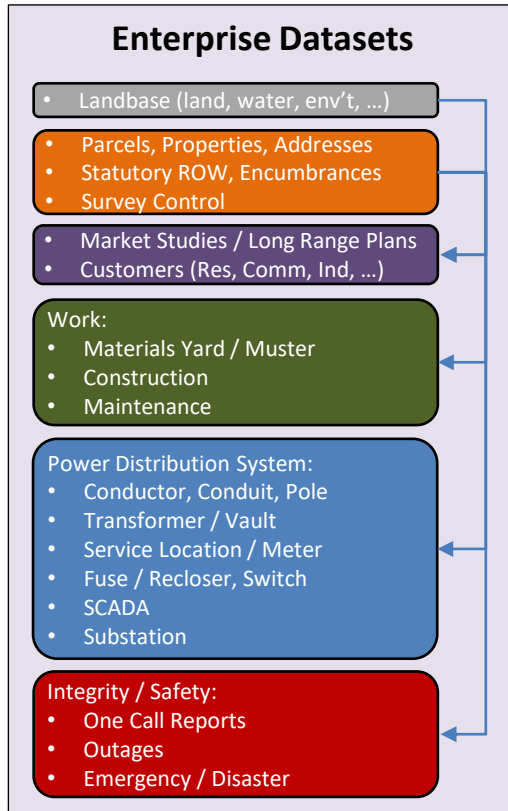 Enterprise Datasets
• Landbase (land, water, env’t, …)
• Parcels, Properties, Addresses
• Statutory ROW, Encumbrances
• Survey Control
• Market Studies / Long Range Plans
• Customers (Res, Comm, Ind, …)
Work:
• Materials Yard / Muster
• Construction
• Maintenance
Power Distribution System:
• Conductor, Conduit, Pole
• Transformer / Vault
• Service Location / Meter
• Fuse / Recloser, Switch
• SCADA
• Substation
Integrity / Safety:
• One Call Reports
• Outages
• Emergency / Disaster